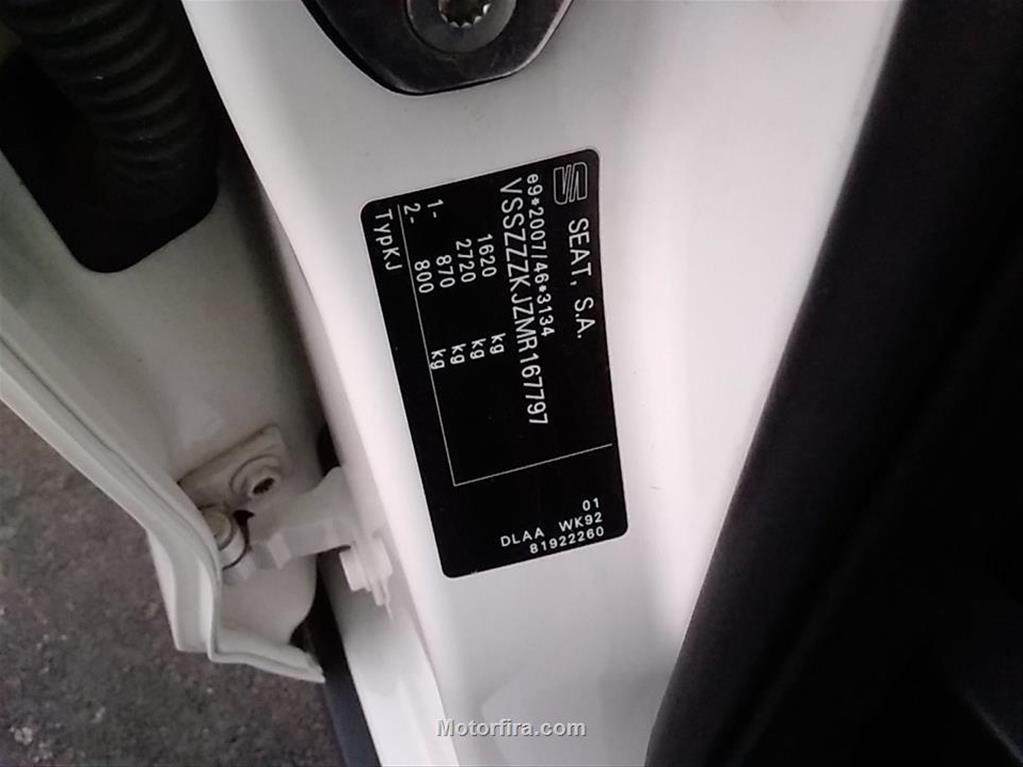 SEAT, S.A.
e9*2007/46*3134
VSSZZZKJZMR167797
1620 kg
2720 kg
1- 870 kg
2- 800 kg
TypKJ
01
DLAA WK92
81922260
Motorfira.com